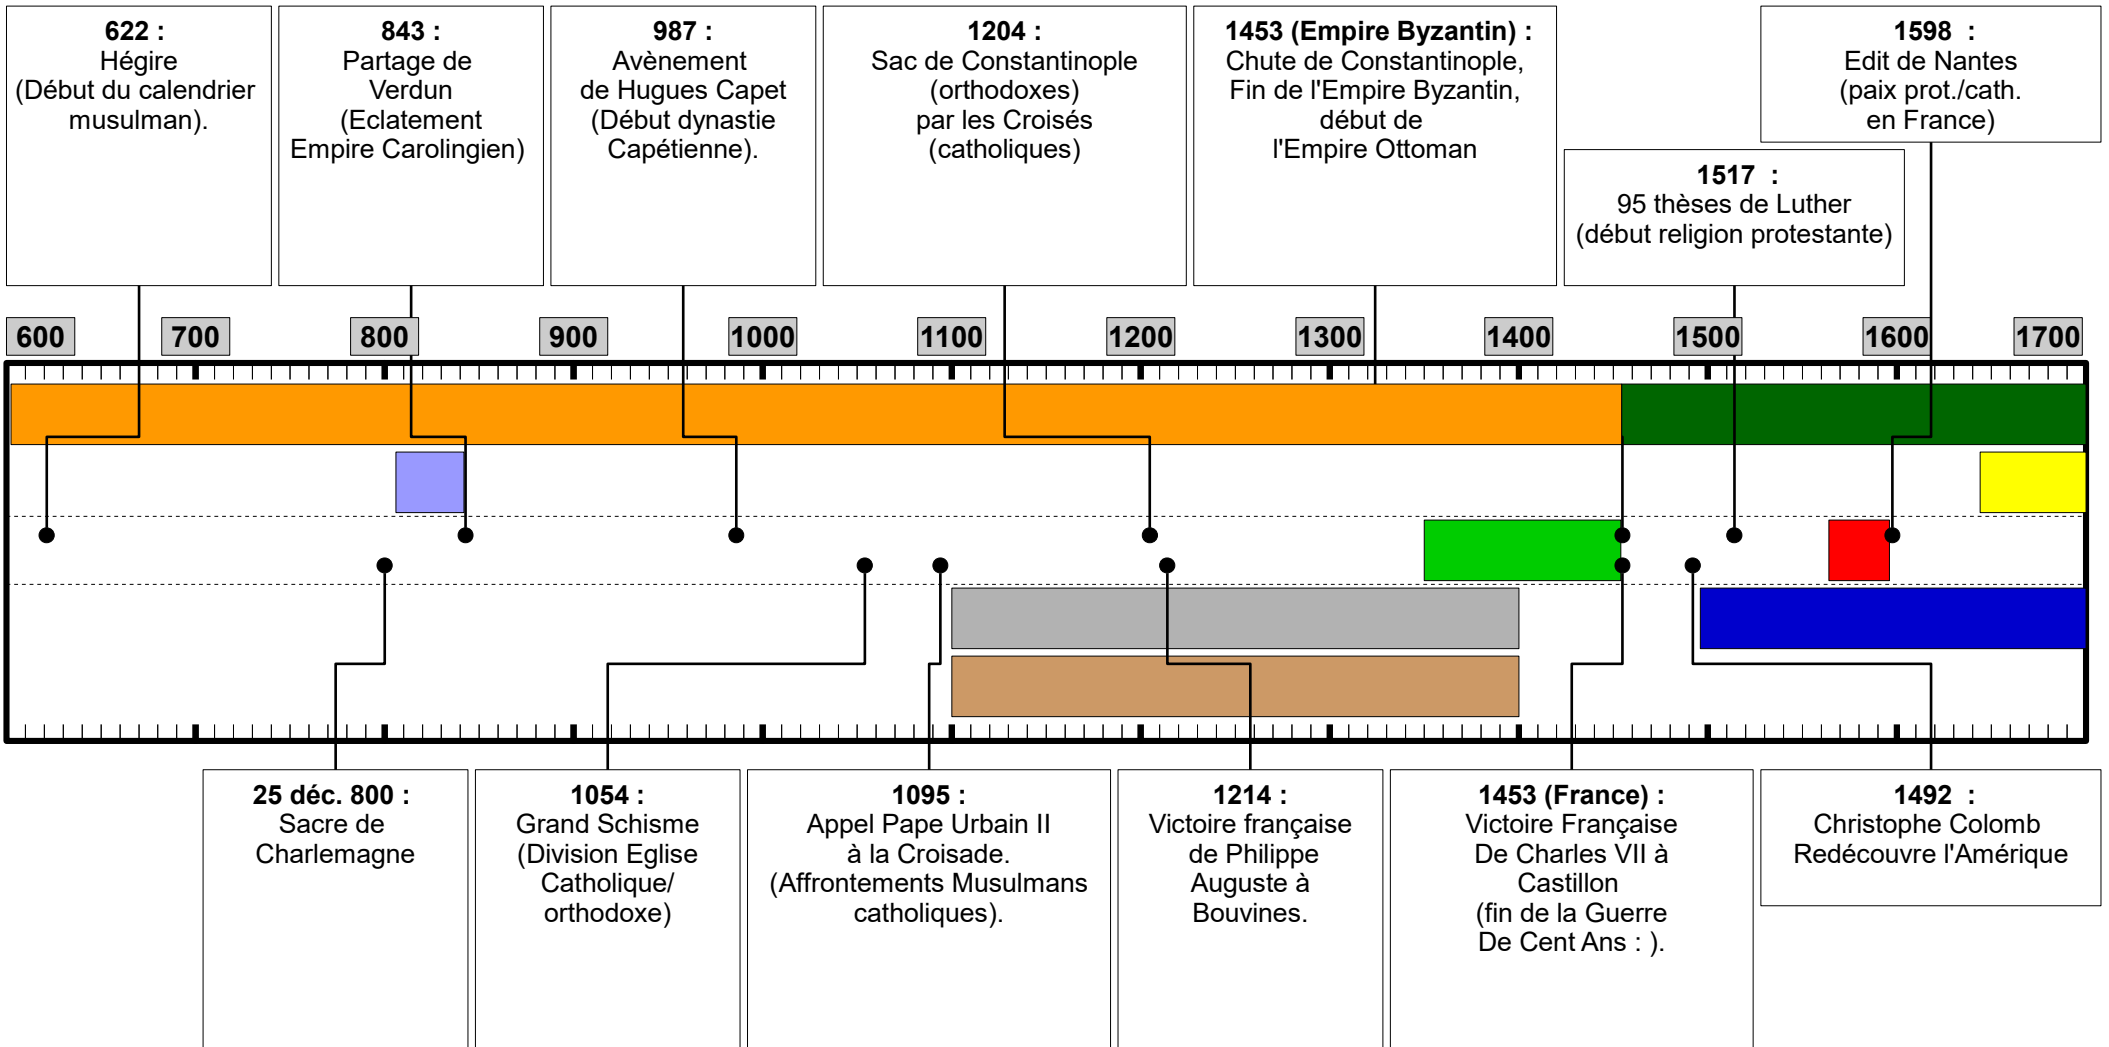 622 :
Hégire
(Début du calendrier
musulman).
843 :
Partage de
Verdun
(Eclatement
Empire Carolingien)
987 :
Avènement
de Hugues Capet
(Début dynastie
Capétienne).
1204 :
Sac de Constantinople
(orthodoxes)
par les Croisés
(catholiques)
1453 (Empire Byzantin) :
Chute de Constantinople,
Fin de l'Empire Byzantin,
début de
l'Empire Ottoman
1517 :
95 thèses de Luther
(début religion protestante)
1598 :
Edit de Nantes
(paix prot./cath.
en France)
600 700 800 900 1000 1100 1200 1300 1400 1500 1600 1700
25 déc. 800 :
Sacre de
Charlemagne
1054 :
Grand Schisme
(Division Eglise
Catholique/
orthodoxe)
1095 :
Appel Pape Urbain II
à la Croisade.
(Affrontements Musulmans
catholiques).
1214 :
Victoire française
de Philippe
Auguste à
Bouvines.
1453 (France) :
Victoire Française
De Charles VII à
Castillon
(fin de la Guerre
De Cent Ans : ).
1492 :
Christophe Colomb
Redécouvre l'Amérique